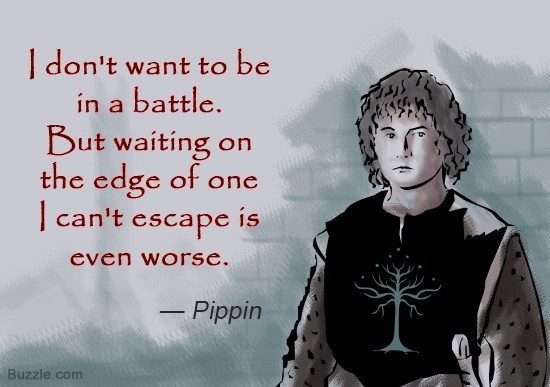 I don't want to be
in a battle.
But waiting on
the edge of one
I can't escape is
even worse.
— Pippin
Buzzle.com